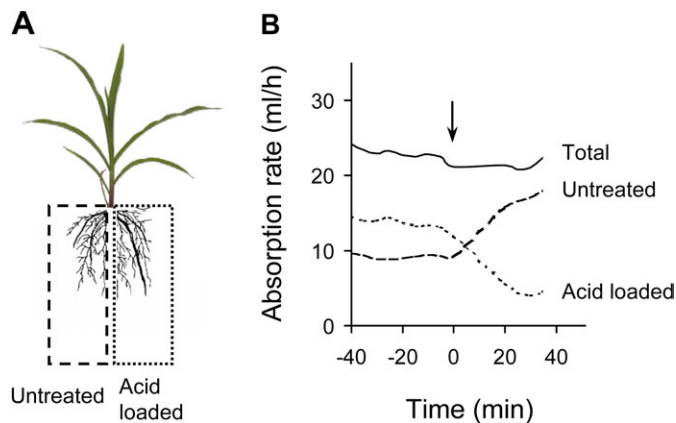 A
Untreated
Acid
loaded
B
Absorption rate (ml/h)
30
20
10
0
-40
-20
0
20
40
Time (min)
Total
Untreated
Acid loaded